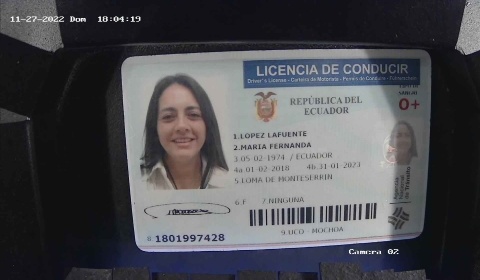 11-27-2022 Dom 18:04:19
LICENCIA DE CONDUCIR
Driver's License - Carteira de Motorista - Permis de Conduire - Führerschein
REPÚBLICA DEL
ECUADOR
TIPO DE
SANGRE
O+
1.LOPEZ LAFUENTE
2.MARIA FERNANDA
3.05-02-1974 / ECUADOR
4a.01-02-2018 4b.31-01-2023
5.LOMA DE MONTESERRIN
6.F 7.NINGUNA
Agencia
Nacional
de Tránsito
8 1801997428
9.UCO - MOCHOA
Camera 02